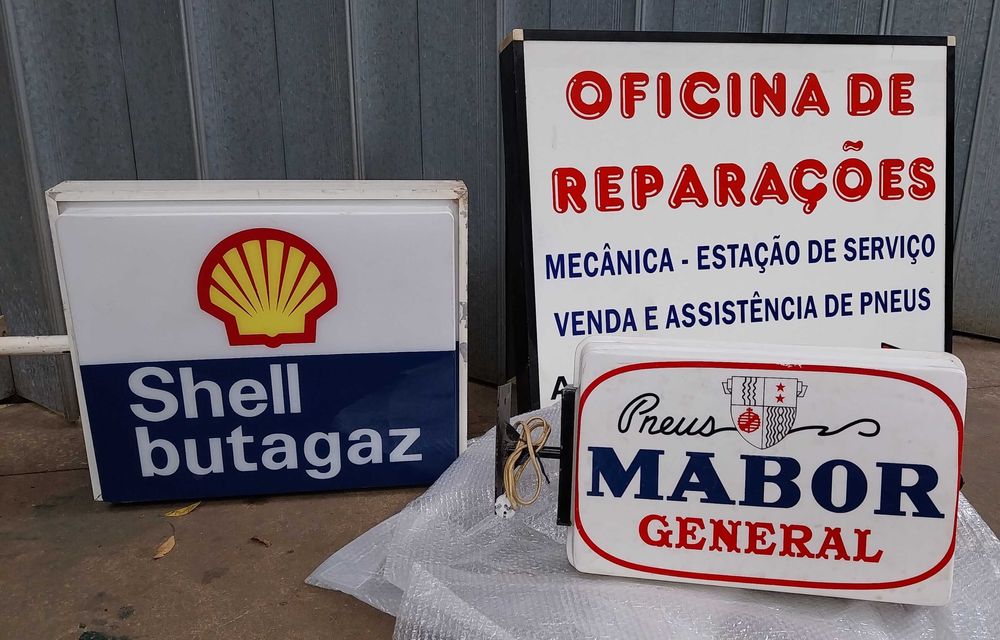 Shell
butagaz
OFICINA DE
REPARAÇÕES
MECÂNICA - ESTAÇÃO DE SERVIÇO
VENDA E ASSISTÊNCIA DE PNEUS
Pneus
MABOR
GENERAL